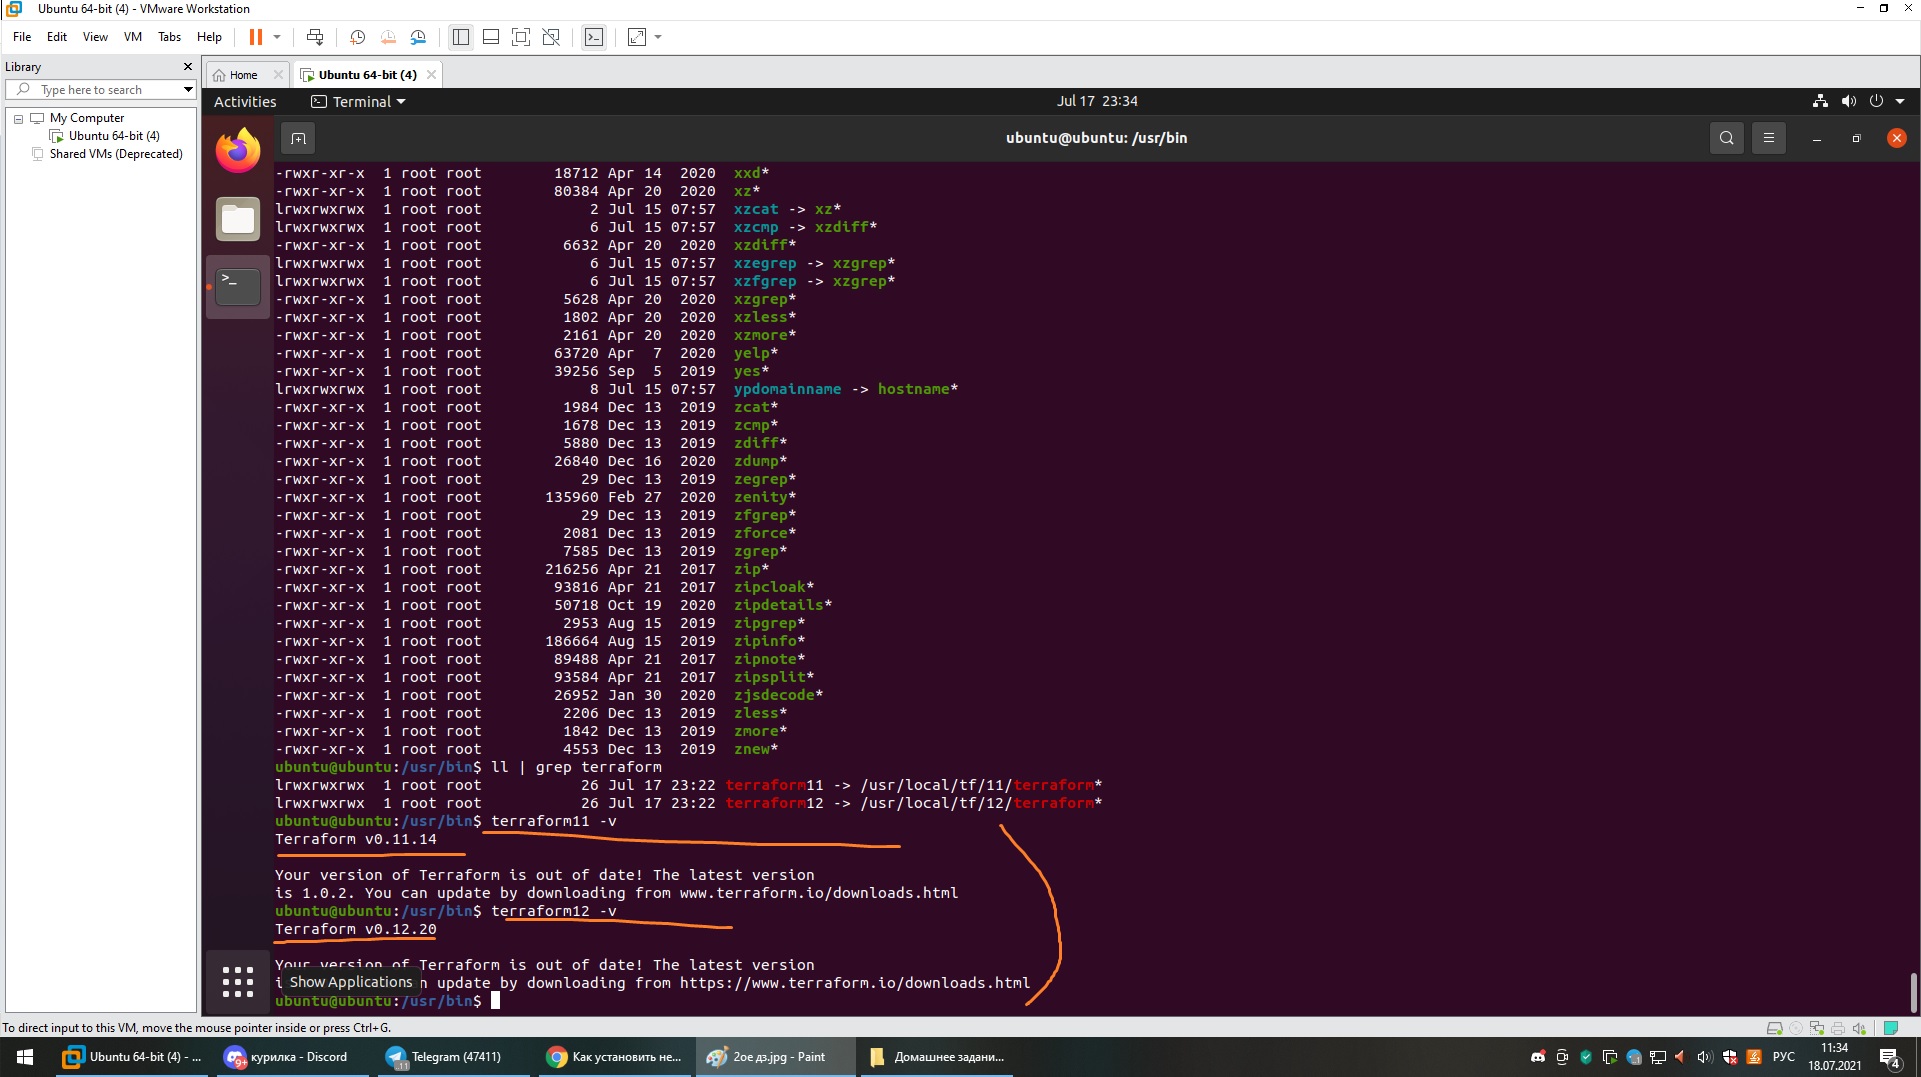 Ubuntu 64-bit (4) - VMware Workstation
File Edit View VM Tabs Help
Library
Type here to search
My Computer
Ubuntu 64-bit (4)
Shared VMs (Deprecated)
Home
Ubuntu 64-bit (4)
Activities
Terminal
Jul 17 23:34
ubuntu@ubuntu: /usr/bin
-rwxr-xr-x 1 root root 18712 Apr 14 2020 xxd*
-rwxr-xr-x 1 root root 80384 Apr 20 2020 xz*
lrwxrwxrwx 1 root root 2 Jul 15 07:57 xzcat -> xz*
lrwxrwxrwx 1 root root 6 Jul 15 07:57 xzcmp -> xzdiff*
-rwxr-xr-x 1 root root 6632 Apr 20 2020 xzdiff*
lrwxrwxrwx 1 root root 6 Jul 15 07:57 xzegrep -> xzgrep*
lrwxrwxrwx 1 root root 6 Jul 15 07:57 xzfgrep -> xzgrep*
-rwxr-xr-x 1 root root 5628 Apr 20 2020 xzgrep*
-rwxr-xr-x 1 root root 1802 Apr 20 2020 xzless*
-rwxr-xr-x 1 root root 2161 Apr 20 2020 xzmore*
-rwxr-xr-x 1 root root 63720 Apr 7 2020 yelp*
-rwxr-xr-x 1 root root 39256 Sep 5 2019 yes*
lrwxrwxrwx 1 root root 8 Jul 15 07:57 ypdomainname -> hostname*
-rwxr-xr-x 1 root root 1984 Dec 13 2019 zcat*
-rwxr-xr-x 1 root root 1678 Dec 13 2019 zcmp*
-rwxr-xr-x 1 root root 5880 Dec 13 2019 zdiff*
-rwxr-xr-x 1 root root 26840 Dec 16 2020 zdump*
-rwxr-xr-x 1 root root 29 Dec 13 2019 zegrep*
-rwxr-xr-x 1 root root 135960 Feb 27 2020 zenity*
-rwxr-xr-x 1 root root 29 Dec 13 2019 zfgrep*
-rwxr-xr-x 1 root root 2081 Dec 13 2019 zforce*
-rwxr-xr-x 1 root root 7585 Dec 13 2019 zgrep*
-rwxr-xr-x 1 root root 216256 Apr 21 2017 zip*
-rwxr-xr-x 1 root root 93816 Apr 21 2017 zipcloak*
-rwxr-xr-x 1 root root 50718 Oct 19 2020 zipdetails*
-rwxr-xr-x 1 root root 2953 Aug 15 2019 zipgrep*
-rwxr-xr-x 1 root root 186664 Aug 15 2019 zipinfo*
-rwxr-xr-x 1 root root 89488 Apr 21 2017 zipnote*
-rwxr-xr-x 1 root root 93584 Apr 21 2017 zipsplit*
-rwxr-xr-x 1 root root 26952 Jan 30 2020 zjsdecode*
-rwxr-xr-x 1 root root 2206 Dec 13 2019 zless*
-rwxr-xr-x 1 root root 1842 Dec 13 2019 zmore*
-rwxr-xr-x 1 root root 4553 Dec 13 2019 znew*
ubuntu@ubuntu:/usr/bin$ ll | grep terraform
lrwxrwxrwx 1 root root 26 Jul 17 23:22 terraform11 -> /usr/local/tf/11/terraform*
lrwxrwxrwx 1 root root 26 Jul 17 23:22 terraform12 -> /usr/local/tf/12/terraform*
ubuntu@ubuntu:/usr/bin$ terraform11 -v
Terraform v0.11.14
Your version of Terraform is out of date! The latest version
is 1.0.2. You can update by downloading from www.terraform.io/downloads.html
ubuntu@ubuntu:/usr/bin$ terraform12 -v
Terraform v0.12.20
Your version of Terraform is out of date! The latest version
Show Applications
update by downloading from https://www.terraform.io/downloads.html
ubuntu@ubuntu:/usr/bin$
To direct input to this VM, move the mouse pointer inside or press Ctrl+G.
Ubuntu 64-bit (4) - ...
курилка - Discord
Telegram (47411)
Как установить не...
2ое дз.jpg - Paint
Домашнее задани...
РУС
11:34
18.07.2021
4